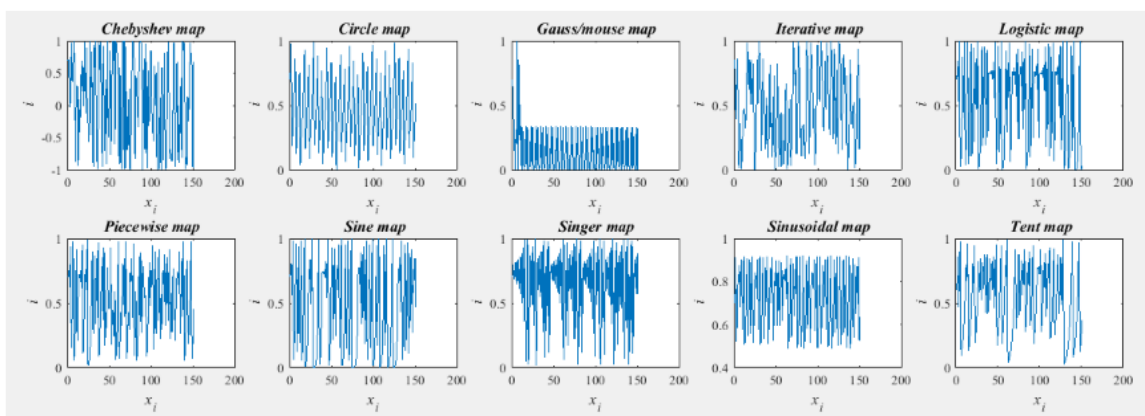 Chebyshev map
Circle map
Gauss/mouse map
Iterative map
Logistic map
1
0.5
0
-0.5
-1
i
0 50 100 150 200
x_i
1
0.5
0
i
0 50 100 150 200
x_i
1
0.5
0
i
0 50 100 150 200
x_i
1
0.5
0
i
0 50 100 150 200
x_i
1
0.5
0
i
0 50 100 150 200
x_i
Piecewise map
Sine map
Singer map
Sinusoidal map
Tent map
1
0.5
0
i
0 50 100 150 200
x_i
1
0.5
0
i
0 50 100 150 200
x_i
1
0.5
0
i
0 50 100 150 200
x_i
1
0.8
0.6
0.4
i
0 50 100 150 200
x_i
1
0.5
0
i
0 50 100 150 200
x_i